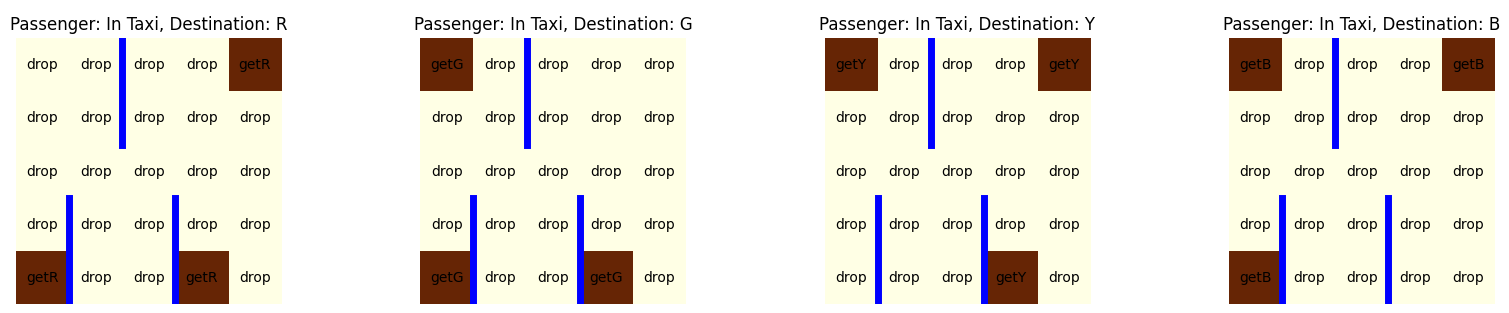 Passenger: In Taxi, Destination: R
drop drop drop drop getR
drop drop drop drop drop
drop drop drop drop drop
drop drop drop drop drop
getR drop drop getR drop
Passenger: In Taxi, Destination: G
getG drop drop drop drop
drop drop drop drop drop
drop drop drop drop drop
drop drop drop drop drop
getG drop drop getG drop
Passenger: In Taxi, Destination: Y
getY drop drop drop getY
drop drop drop drop drop
drop drop drop drop drop
drop drop drop drop drop
drop drop drop getY drop
Passenger: In Taxi, Destination: B
getB drop drop drop getB
drop drop drop drop drop
drop drop drop drop drop
drop drop drop drop drop
getB drop drop drop drop